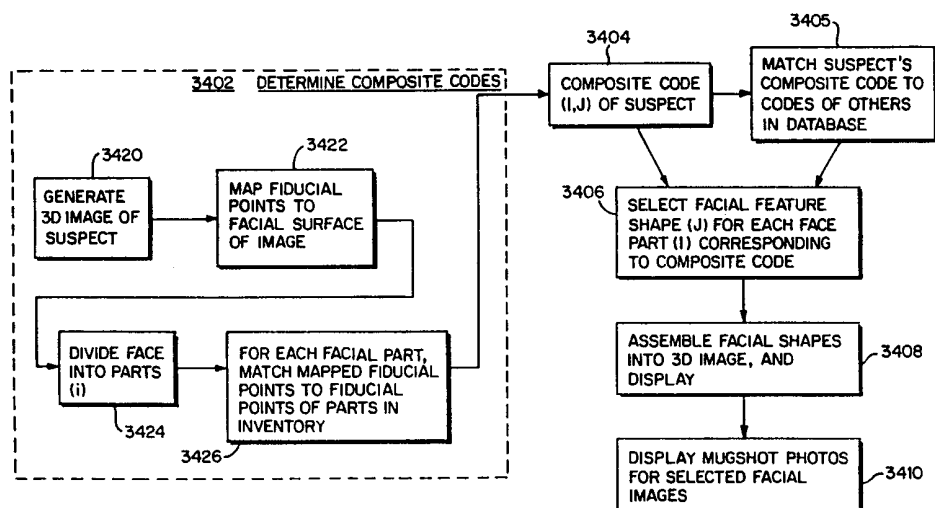 3402 DETERMINE COMPOSITE CODES
3420
GENERATE
3D IMAGE OF
SUSPECT
3422
MAP FIDUCIAL
POINTS TO
FACIAL SURFACE
OF IMAGE
DIVIDE FACE
INTO PARTS
(i)
3424
FOR EACH FACIAL PART,
MATCH MAPPED FIDUCIAL
POINTS TO FIDUCIAL
POINTS OF PARTS IN
INVENTORY
3426
3404
COMPOSITE CODE
(I,J) OF SUSPECT
3405
MATCH SUSPECT'S
COMPOSITE CODE TO
CODES OF OTHERS
IN DATABASE
3406
SELECT FACIAL FEATURE
SHAPE (J) FOR EACH FACE
PART (I) CORRESPONDING
TO COMPOSITE CODE
ASSEMBLE FACIAL SHAPES
INTO 3D IMAGE, AND
DISPLAY
3408
DISPLAY MUGSHOT PHOTOS
FOR SELECTED FACIAL
IMAGES
3410